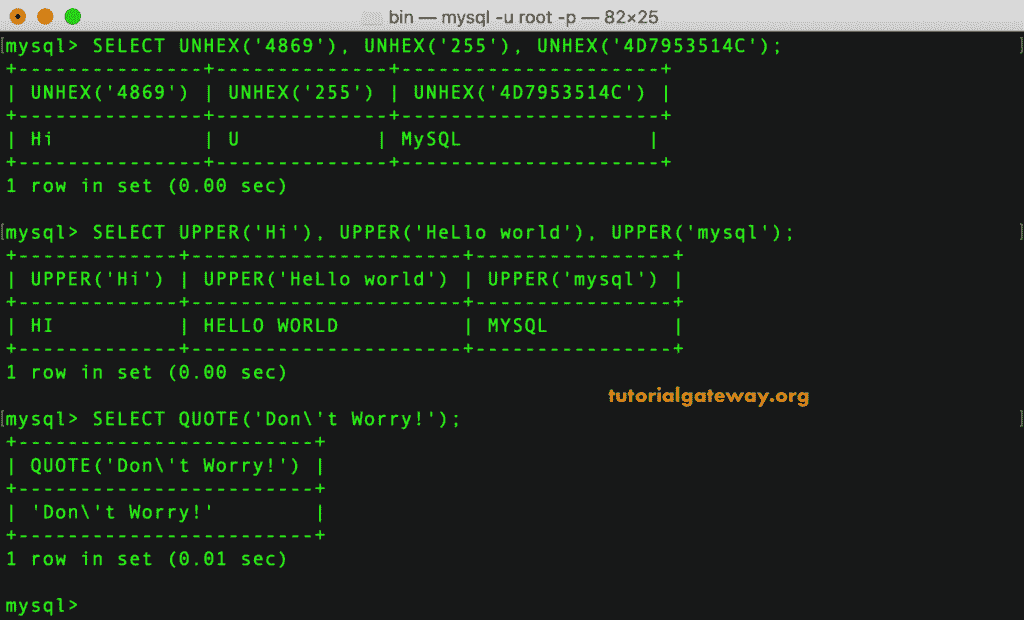 bin — mysql -u root -p — 82×25
[mysql> SELECT UNHEX('4869'), UNHEX('255'), UNHEX('4D7953514C'); ]
+---------------+--------------+---------------------+
| UNHEX('4869') | UNHEX('255') | UNHEX('4D7953514C') |
+---------------+--------------+---------------------+
| Hi            | U            | MySQL               |
+---------------+--------------+---------------------+
1 row in set (0.00 sec)
[mysql> SELECT UPPER('Hi'), UPPER('HeLlo world'), UPPER('mysql'); ]
+-------------+----------------------+----------------+
| UPPER('Hi') | UPPER('HeLlo world') | UPPER('mysql') |
+-------------+----------------------+----------------+
| HI          | HELLO WORLD          | MYSQL          |
+-------------+----------------------+----------------+
1 row in set (0.00 sec)
tutorialgateway.org
[mysql> SELECT QUOTE('Don\'t Worry!'); ]
+------------------------+
| QUOTE('Don\'t Worry!') |
+------------------------+
| 'Don\'t Worry!'        |
+------------------------+
1 row in set (0.01 sec)
mysql>